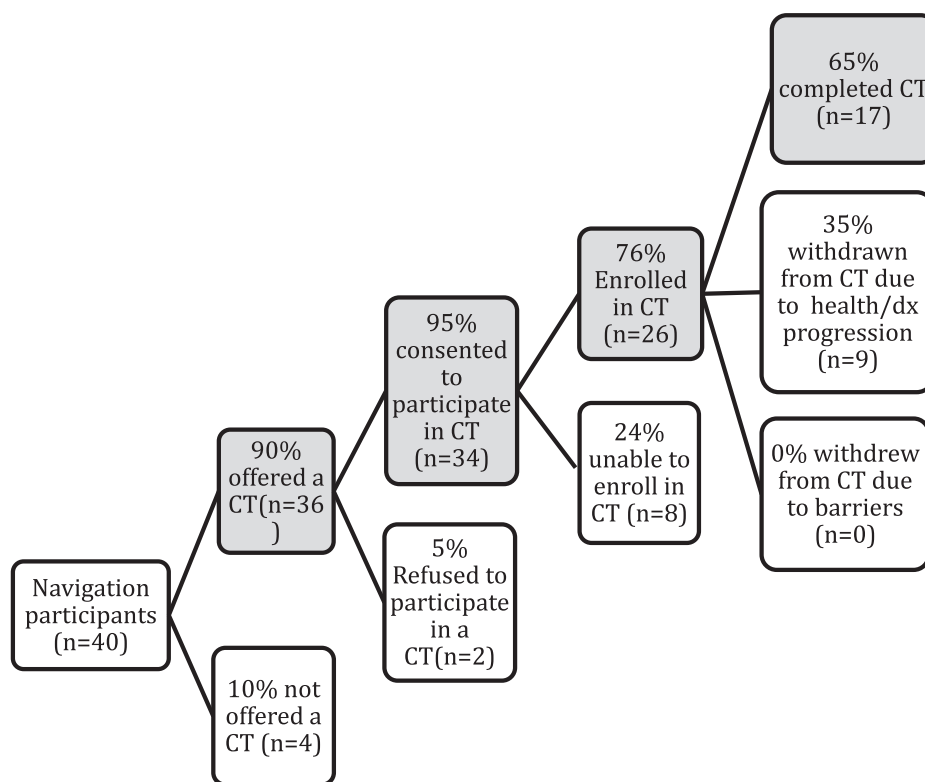 Navigation
participants
(n=40)
90%
offered a
CT(n=36
)
10% not
offered a
CT (n=4)
95%
consented
to
participate
in CT
(n=34)
5%
Refused to
participate
in a
CT(n=2)
76%
Enrolled
in CT
(n=26)
24%
unable to
enroll in
CT (n=8)
65%
completed CT
(n=17)
35%
withdrawn
from CT due
to health/dx
progression
(n=9)
0% withdrew
from CT due
to barriers
(n=0)